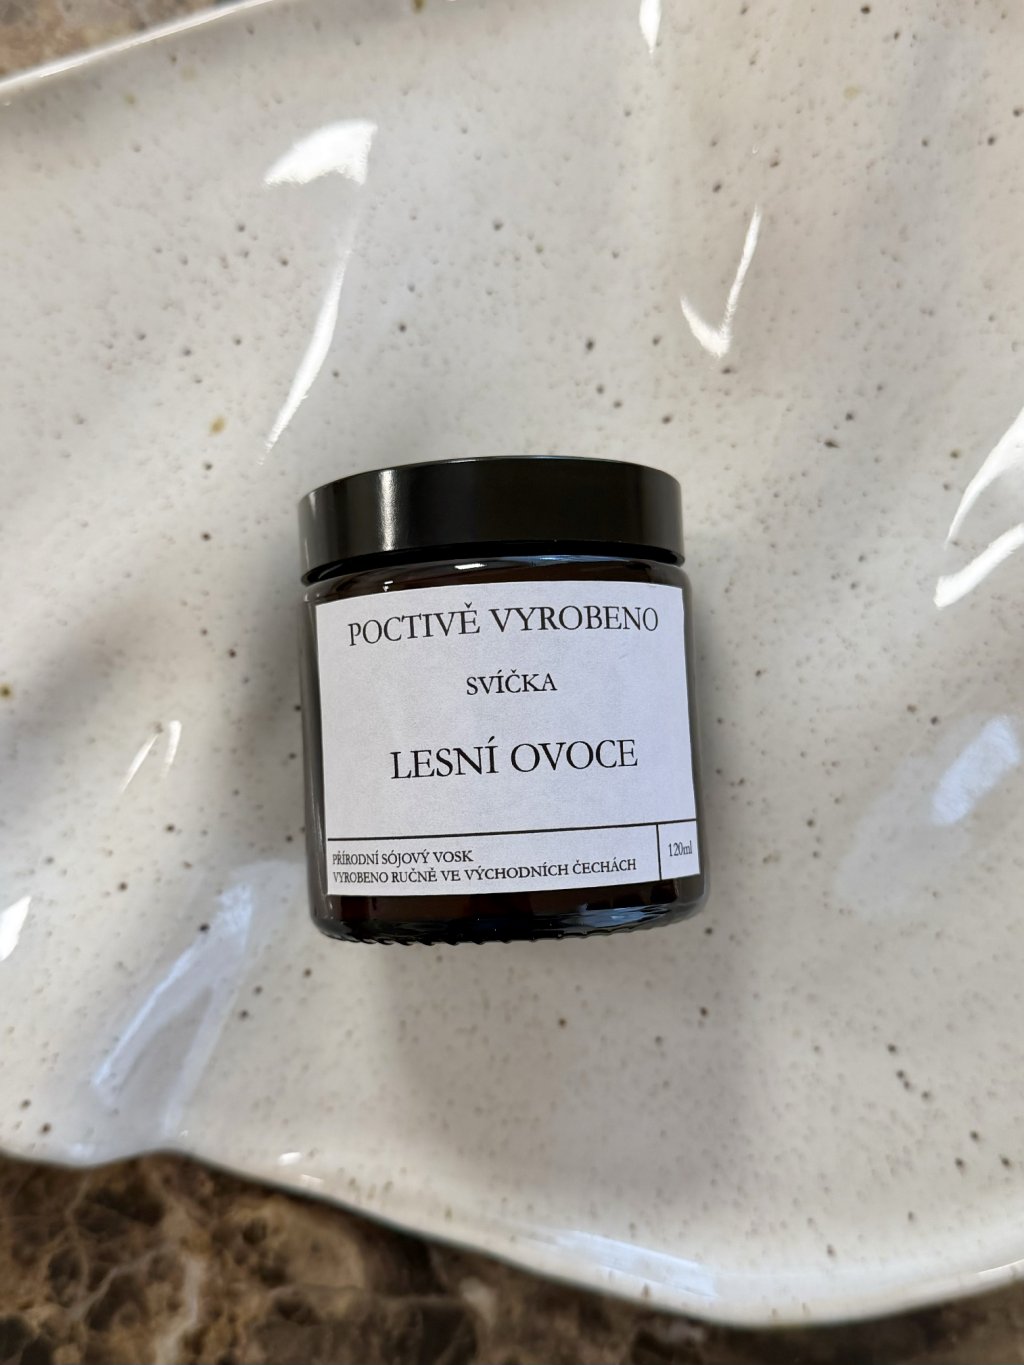 POCTIVĚ VYROBENO
SVÍČKA
LESNÍ OVOCE
PŘÍRODNÍ SÓJOVÝ VOSK
VYROBENO RUČNĚ VE VÝCHODNÍCH ČECHÁCH
120ml